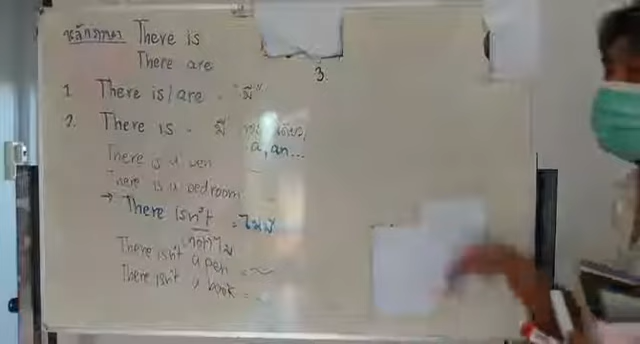 หลักภาษา There is
There are
3.
1. There is/are - "มี"
2. There is - มี
a, an...
There is a pen
There is a bedroom
→ There isn't = ไม่มี
There isn't a pen = ~
There isn't a book = ~